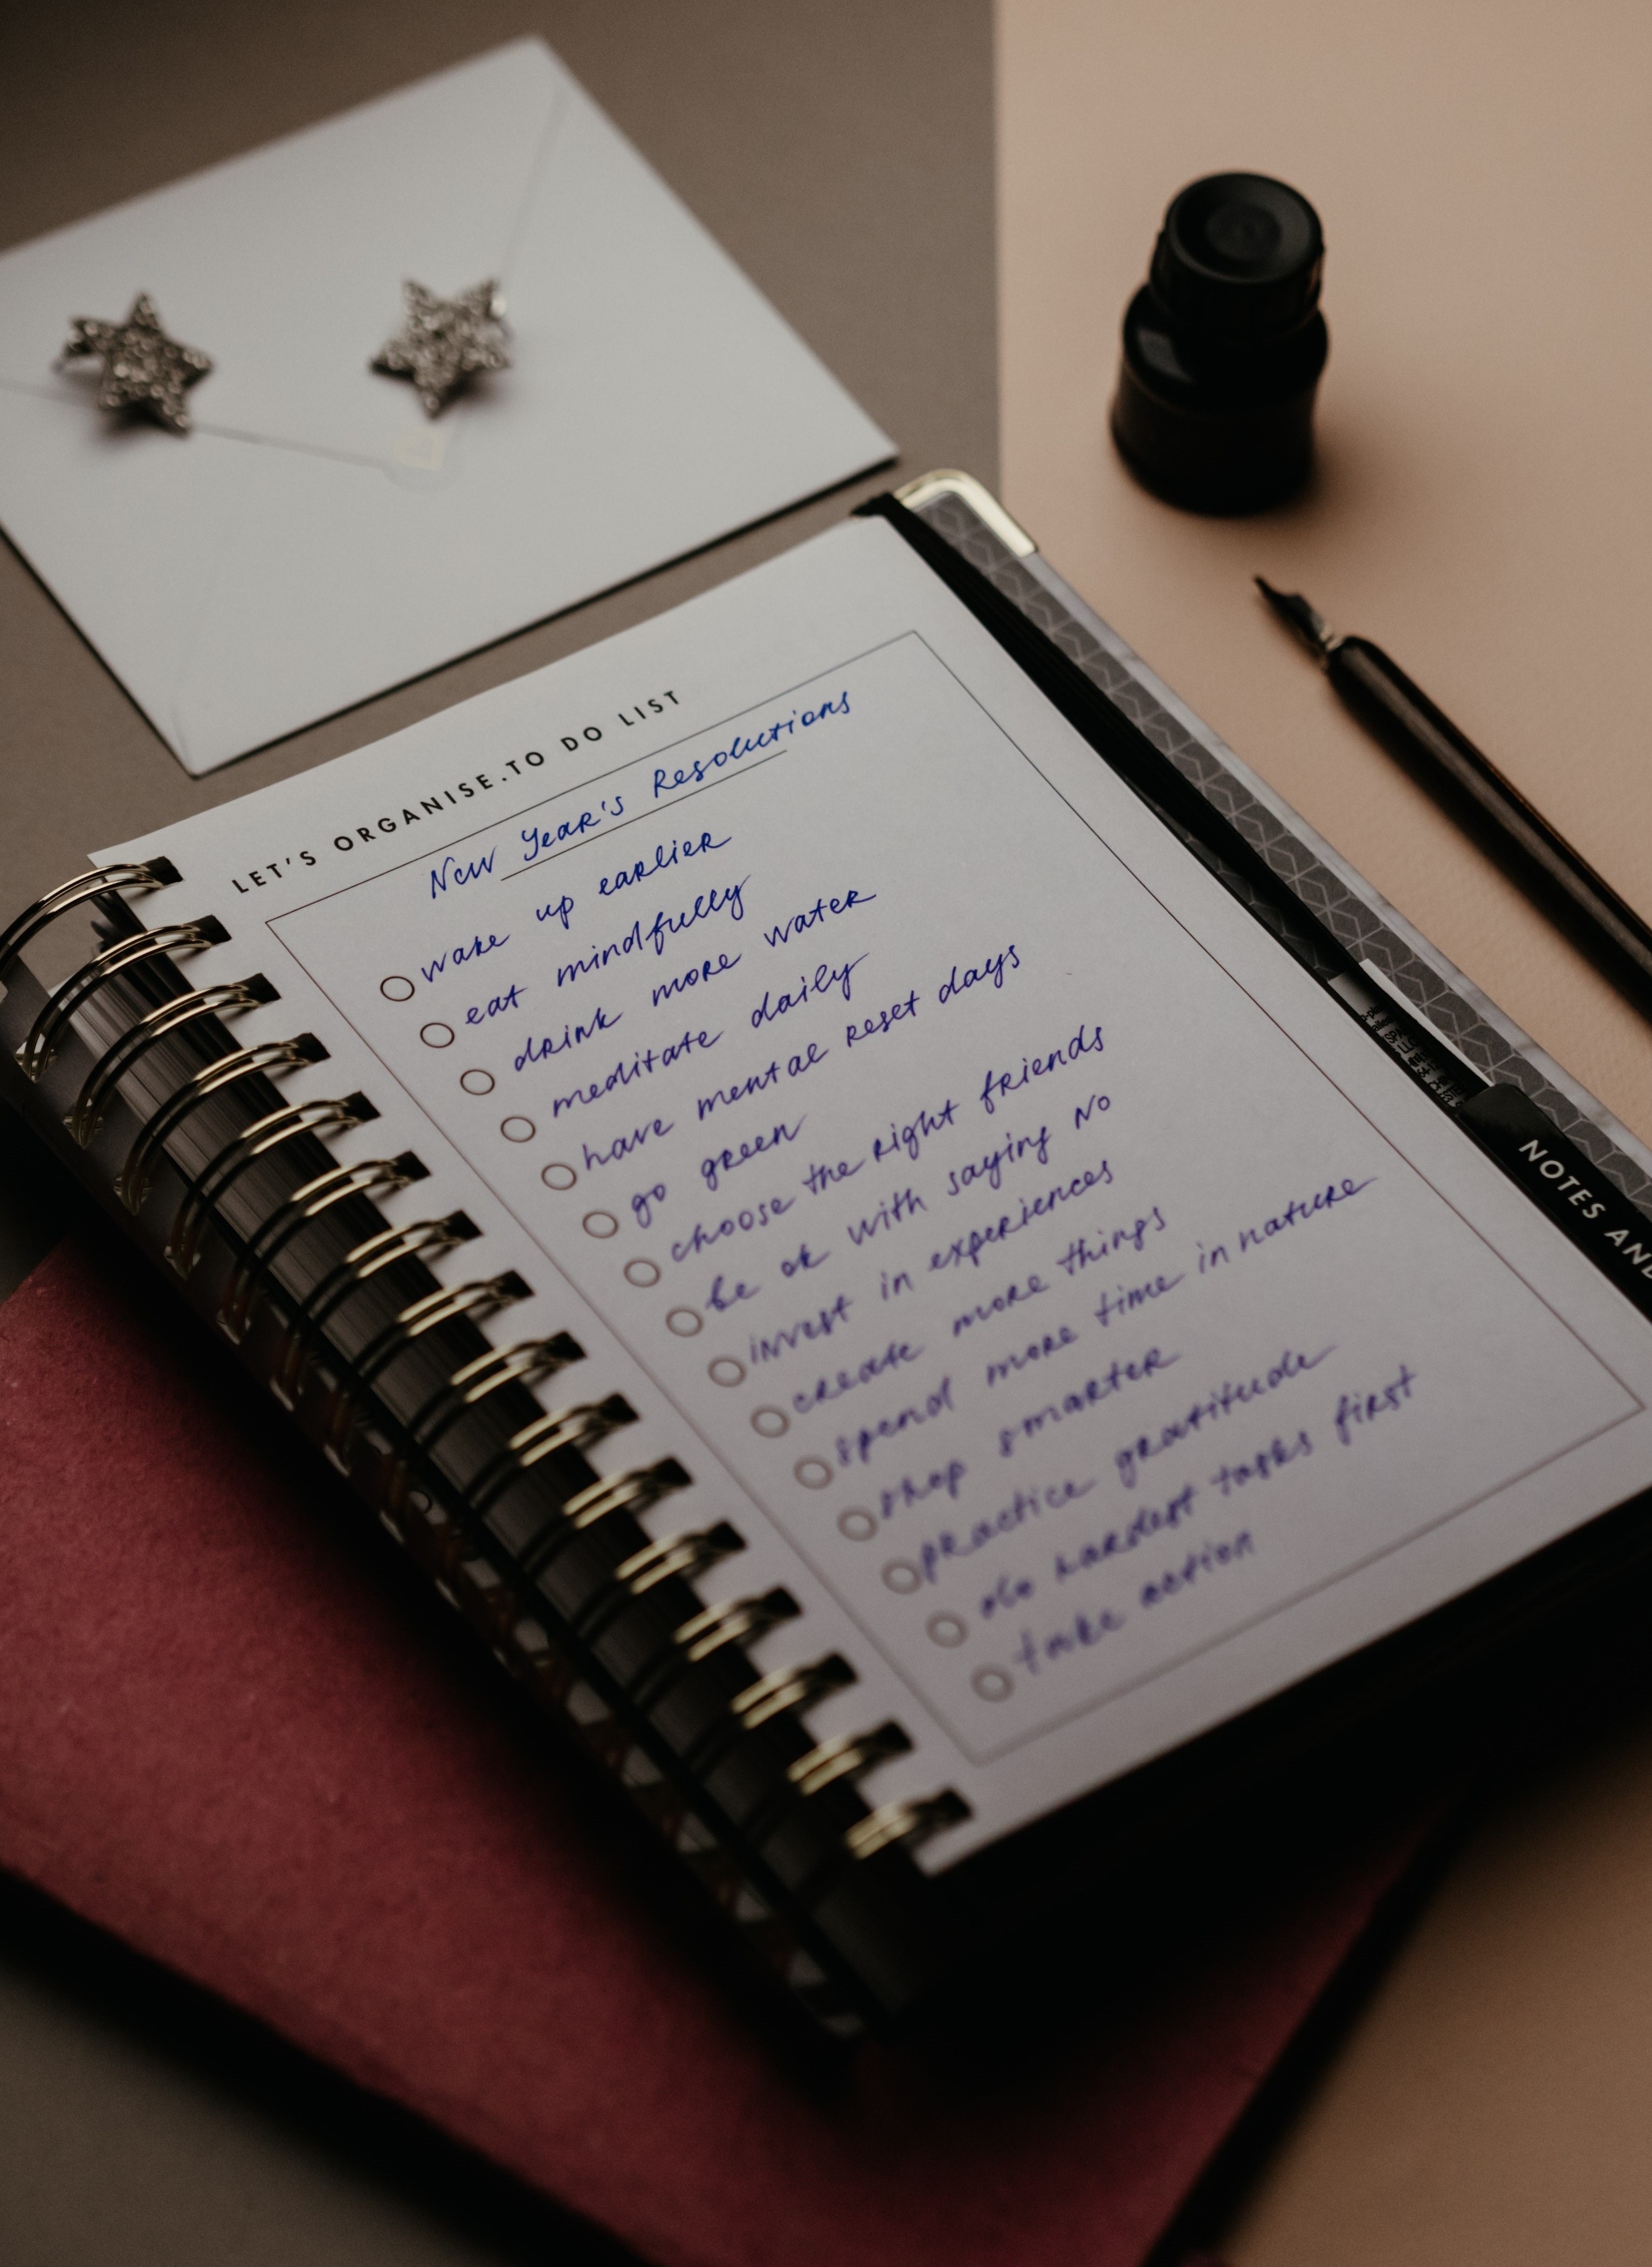 LET'S ORGANISE.TO DO LIST
New Year's Resolutions
wake up earlier
eat mindfully
drink more water
meditate daily
have mental reset days
go green
choose the right friends
be ok with saying NO
invest in experiences
create more things
spend more time in nature
shop smarter
practice gratitude
do hardest tasks first
take action
NOTES AND